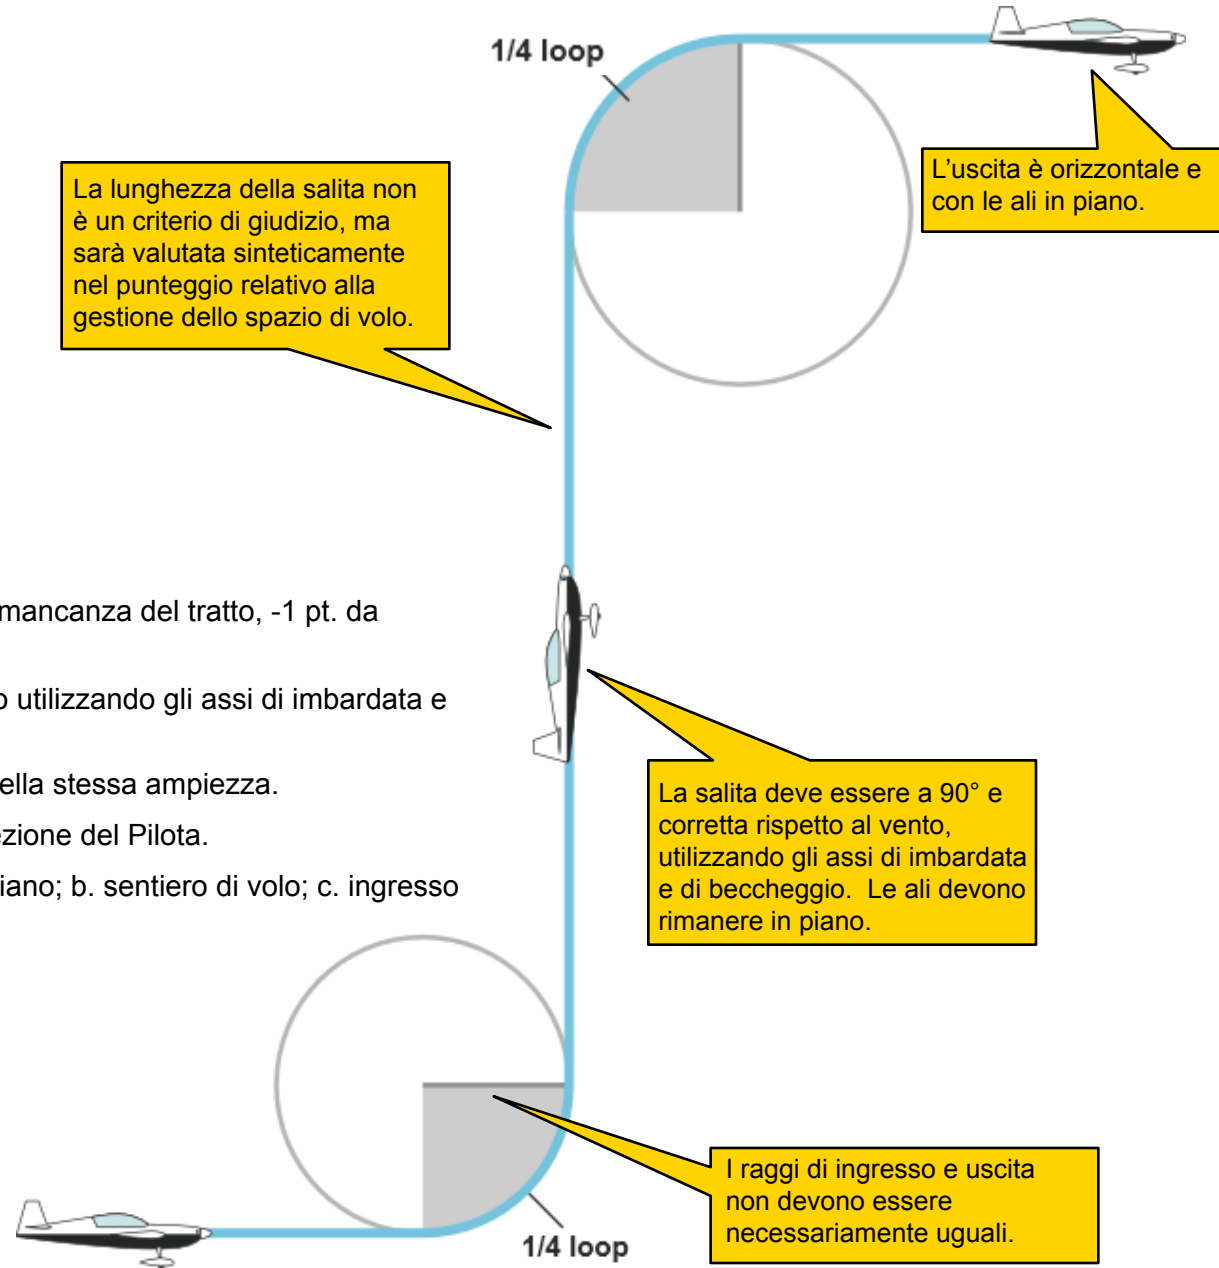 1/4 loop
L'uscita è orizzontale e
con le ali in piano.
La lunghezza della salita non
è un criterio di giudizio, ma
sarà valutata sinteticamente
nel punteggio relativo alla
gestione dello spazio di volo.
mancanza del tratto, -1 pt. da
o utilizzando gli assi di imbardata e
ella stessa ampiezza.
ezione del Pilota.
iano; b. sentiero di volo; c. ingresso
La salita deve essere a 90° e
corretta rispetto al vento,
utilizzando gli assi di imbardata
e di beccheggio. Le ali devono
rimanere in piano.
I raggi di ingresso e uscita
non devono essere
necessariamente uguali.
1/4 loop